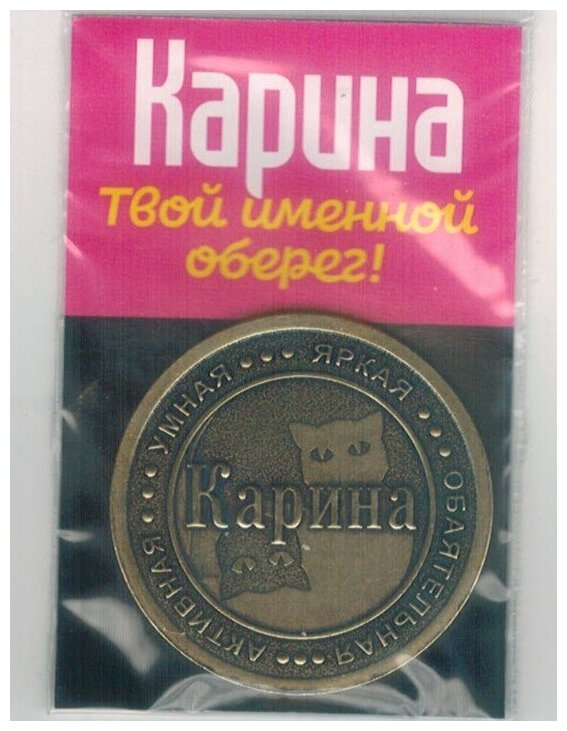 Карина
Твой именной
оберег!
УМНАЯ ••• ЯРКАЯ ••• ОБАЯТЕЛЬНАЯ ••• АКТИВНАЯ •••
Карина